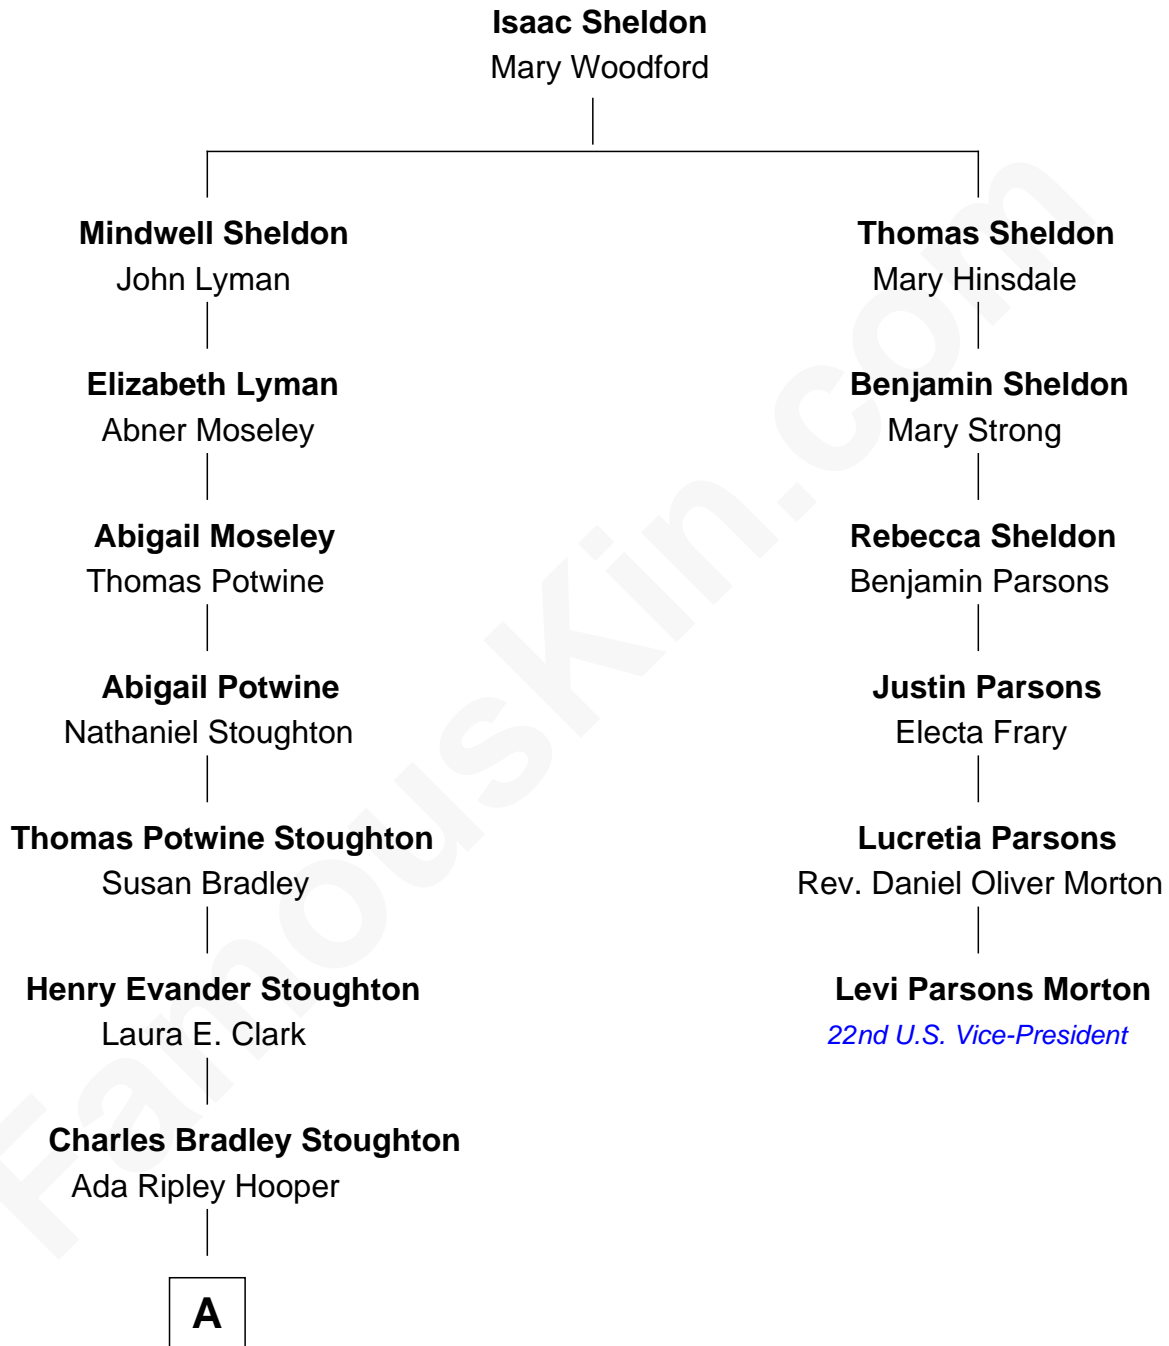 Isaac Sheldon
Mary Woodford
Mindwell Sheldon
John Lyman
Thomas Sheldon
Mary Hinsdale
Elizabeth Lyman
Abner Moseley
Benjamin Sheldon
Mary Strong
Abigail Moseley
Thomas Potwine
Rebecca Sheldon
Benjamin Parsons
Abigail Potwine
Nathaniel Stoughton
Justin Parsons
Electa Frary
Thomas Potwine Stoughton
Susan Bradley
Lucretia Parsons
Rev. Daniel Oliver Morton
Henry Evander Stoughton
Laura E. Clark
Levi Parsons Morton
22nd U.S. Vice-President
Charles Bradley Stoughton
Ada Ripley Hooper
A
FamousKin.com